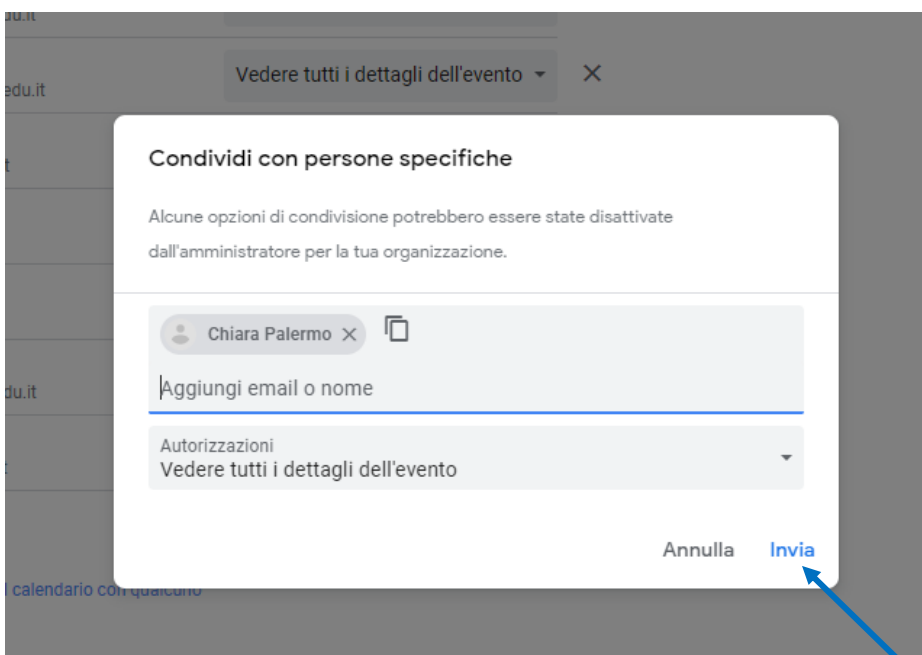 du.it
Vedere tutti i dettagli dell'evento
edu.it
Condividi con persone specifiche
t
Alcune opzioni di condivisione potrebbero essere state disattivate
dall'amministratore per la tua organizzazione.
Chiara Palermo
Aggiungi email o nome
du.it
Autorizzazioni
Vedere tutti i dettagli dell'evento
Annulla Invia
l calendario con qualcuno